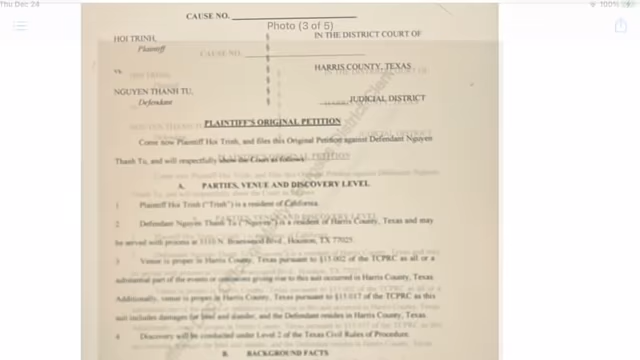 Thu Dec 24
100%
CAUSE NO.
Photo (3 of 5)
HOI TRINH,
Plaintiff
§
IN THE DISTRICT COURT OF
vs
HARRIS COUNTY, TEXAS
NGUYEN THANH TU,
Defendant
JUDICIAL DISTRICT
PLAINTIFF'S ORIGINAL PETITION
Come now Plaintiff Hoi Trinh, and files this Original Petition against Defendant Nguyen
Thanh Tu, and will respectfully show the Court as follows:
A. PARTIES, VENUE AND DISCOVERY LEVEL
1 Plaintiff Hoi Trinh ("Trinh") is a resident of California.
2 Defendant Nguyen Thanh Tu ("Nguyen") is a resident of Harris County, Texas and may
be served with process at N. Braeswood Blvd., Houston, TX 77025.
3 Venue is proper in Harris County, Texas pursuant to §15.002 of the TCPRC as all or a
substantial part of the events or omissions giving rise to this suit occurred in Harris County, Texas.
Additionally, venue is proper in Harris County, Texas pursuant to §15.017 of the TCPRC as this
suit includes damages for libel and slander, and the Defendant resides in Harris County, Texas.
4 Discovery will be conducted under Level 2 of the Texas Civil Rules of Procedure.
B. BACKGROUND FACTS